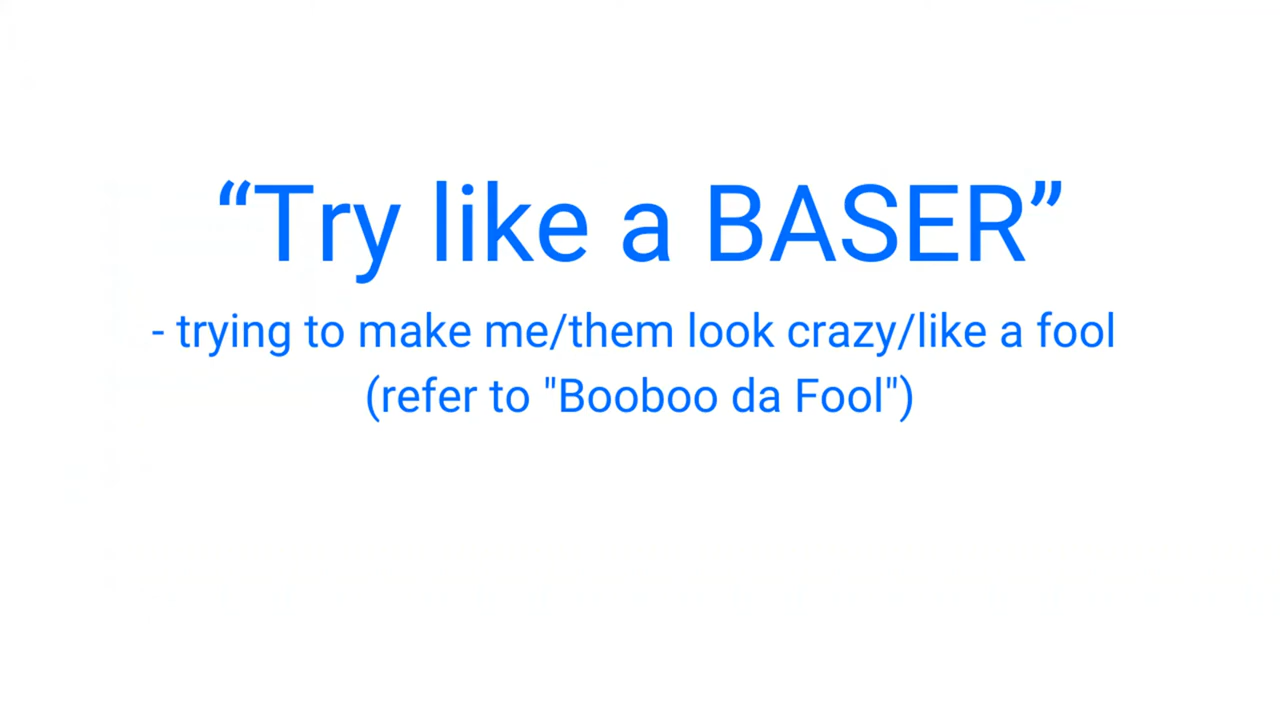 “Try like a BASER”
- trying to make me/them look crazy/like a fool
(refer to "Booboo da Fool")